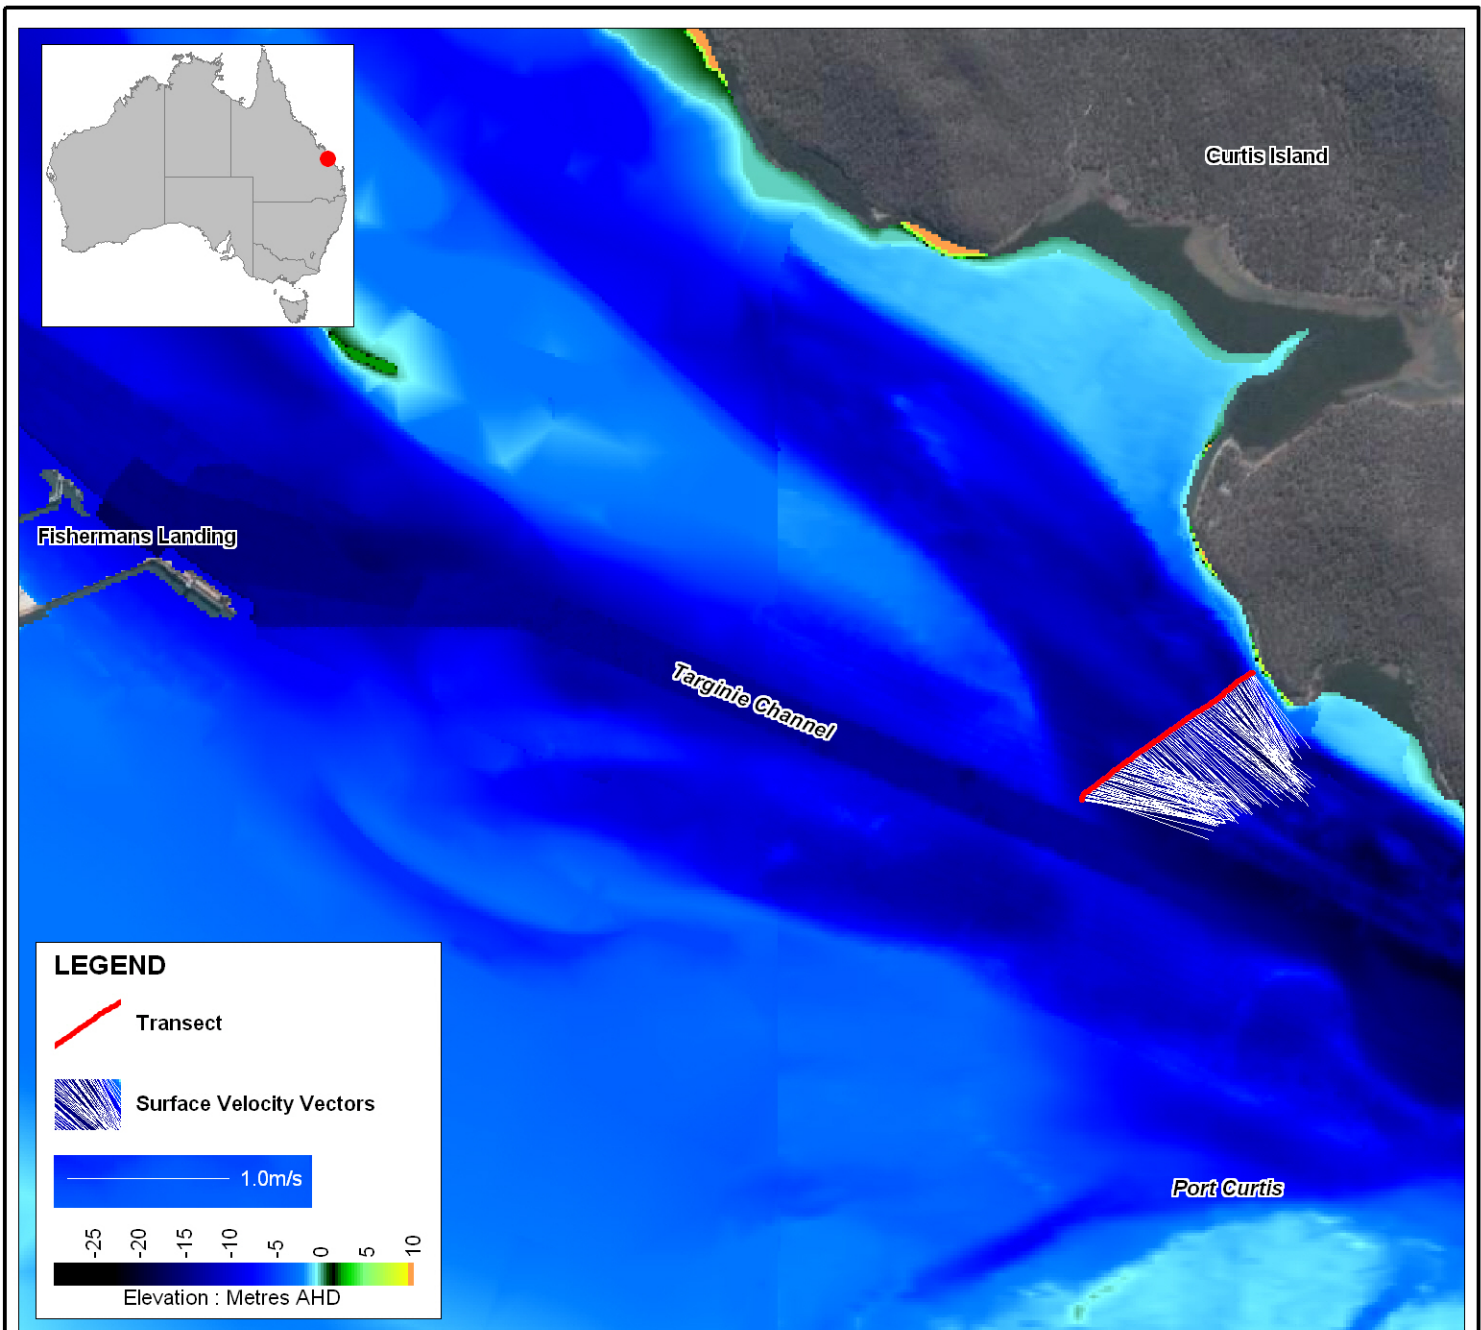 Curtis Island
Fishermans Landing
Targinie Channel
Port Curtis
LEGEND
Transect
Surface Velocity Vectors
1.0m/s
-25 -20 -15 -10 -5 0 5 10
Elevation : Metres AHD